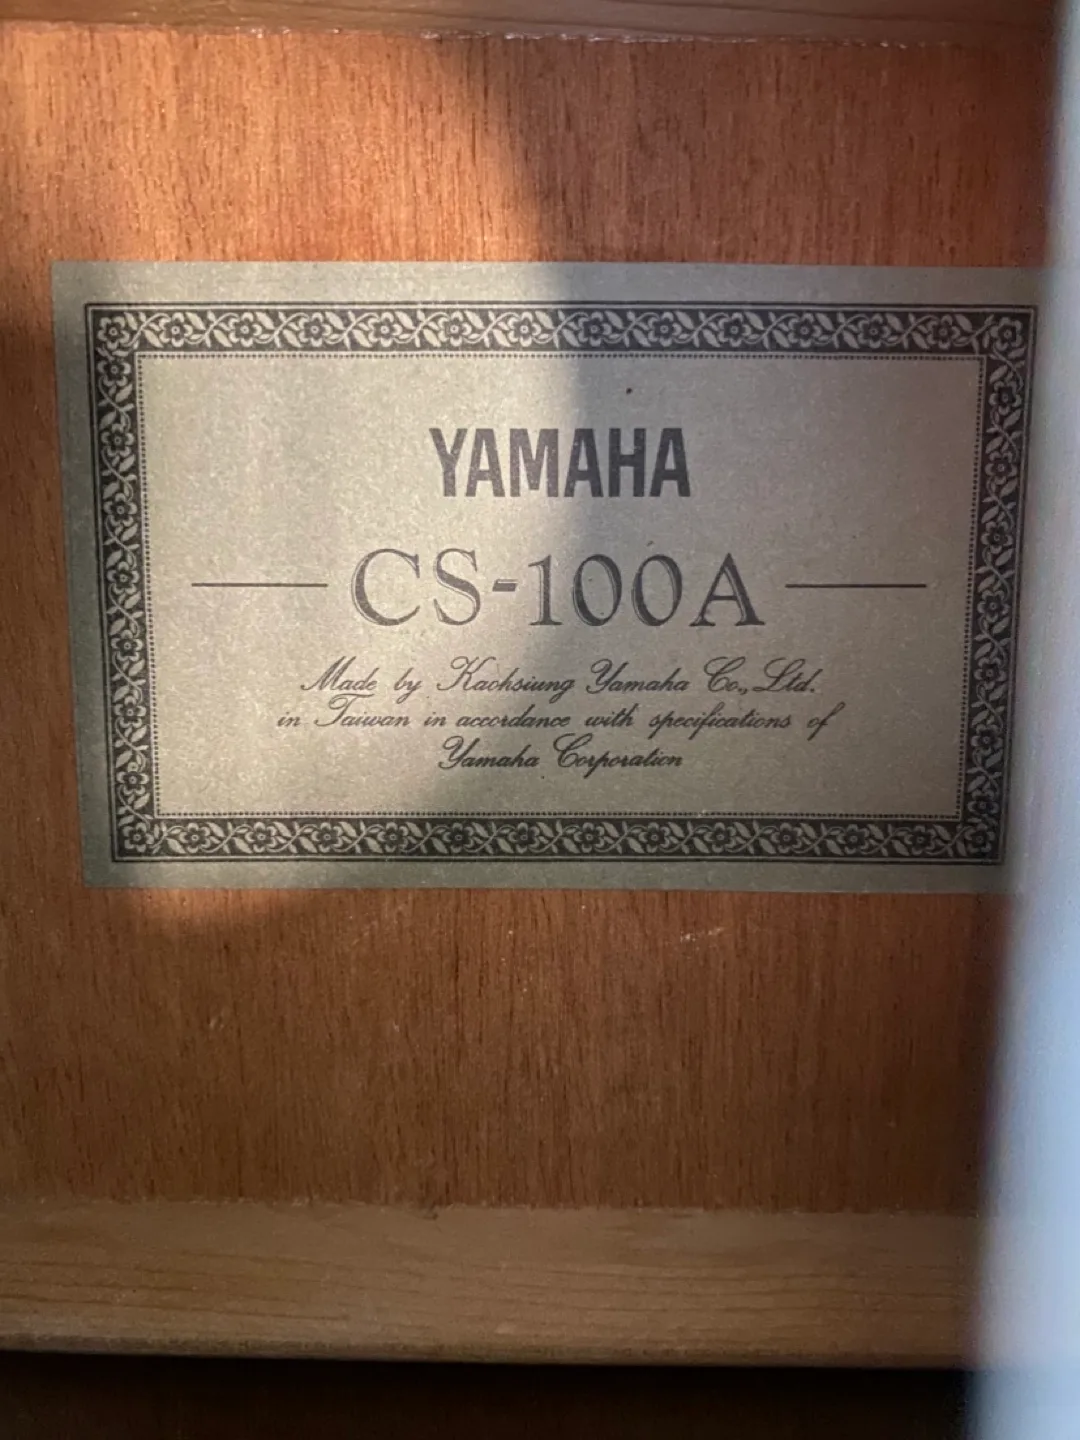 YAMAHA
CS-100A
Made by Kaohsiung Yamaha Co., Ltd.
in Taiwan in accordance with specifications of
Yamaha Corporation